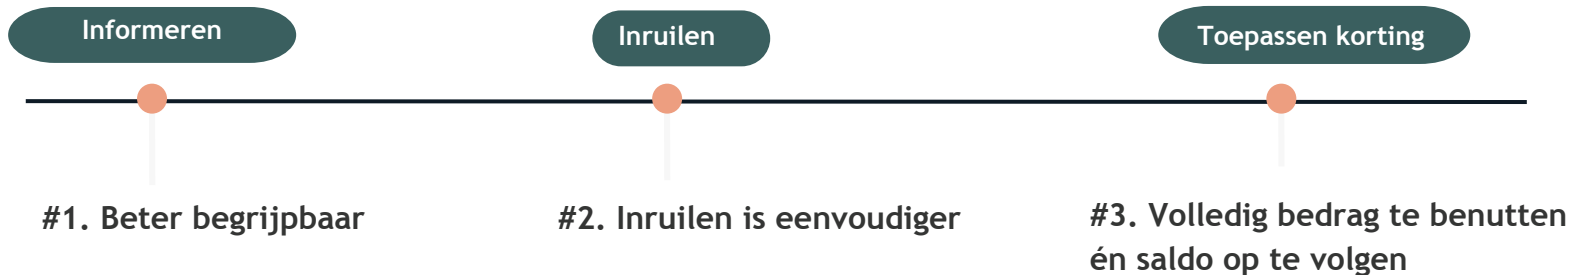 Informeren
Inruilen
Toepassen korting
#1. Beter begrijpbaar
#2. Inruilen is eenvoudiger
#3. Volledig bedrag te benutten
én saldo op te volgen